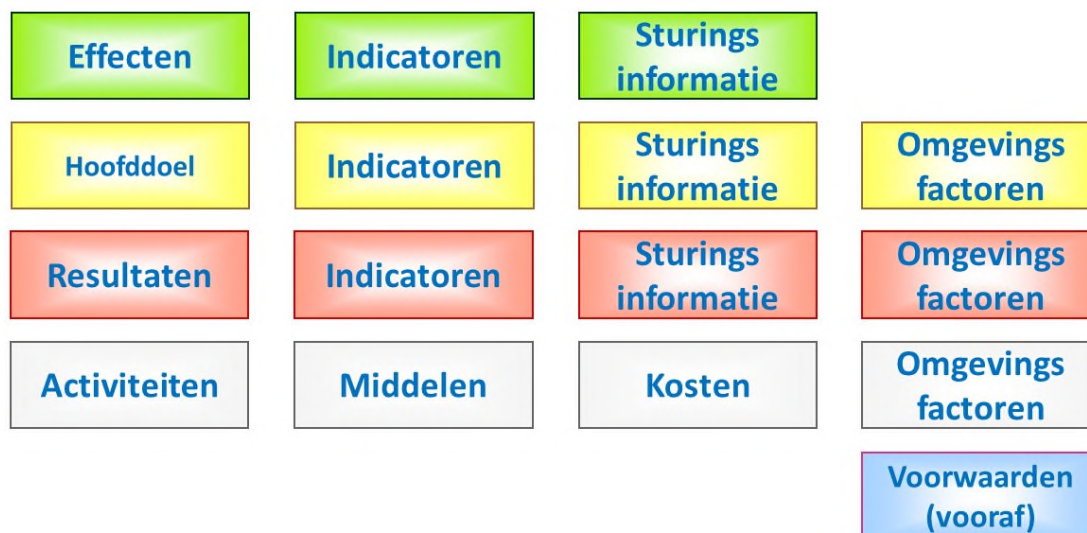 Effecten
Indicatoren
Sturings
informatie
Hoofddoel
Indicatoren
Sturings
informatie
Omgevings
factoren
Resultaten
Indicatoren
Sturings
informatie
Omgevings
factoren
Activiteiten
Middelen
Kosten
Omgevings
factoren
Voorwaarden
(vooraf)